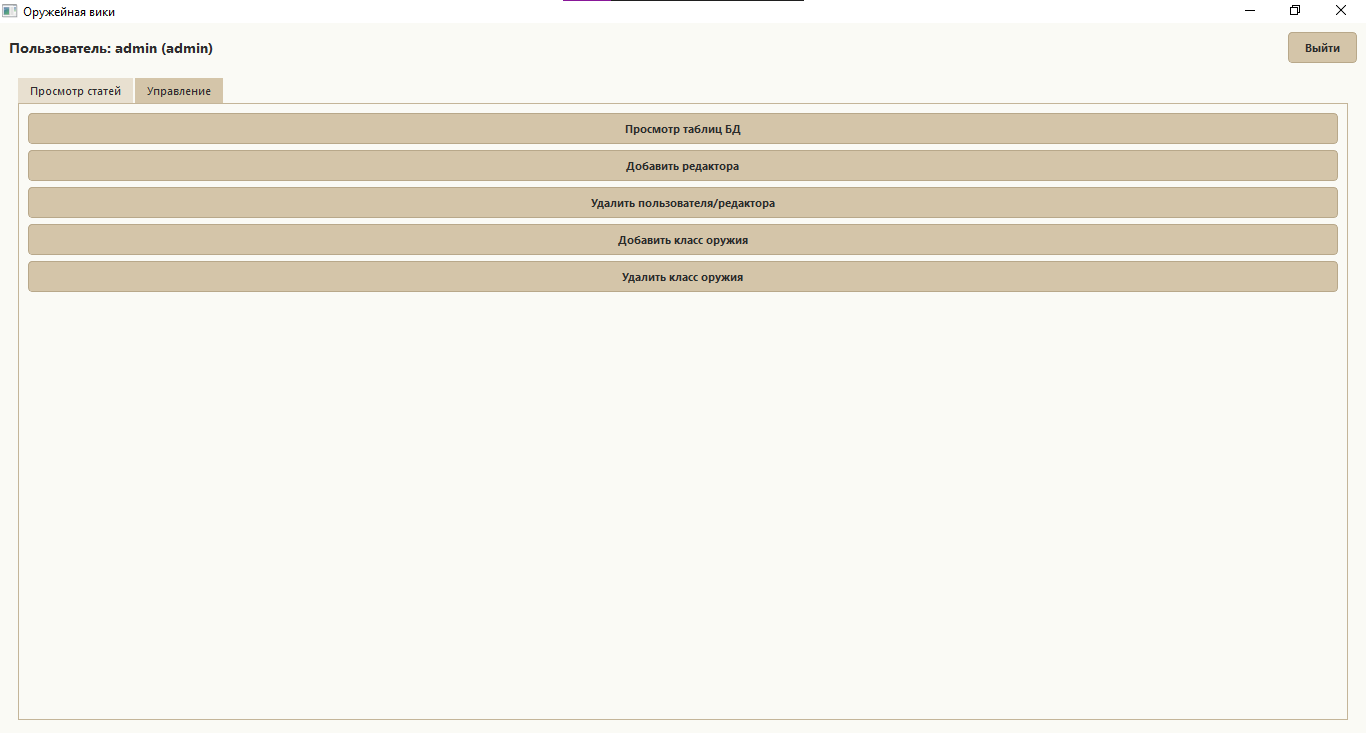 Оружейная вики
Пользователь: admin (admin)
Выйти
Просмотр статей
Управление
Просмотр таблиц БД
Добавить редактора
Удалить пользователя/редактора
Добавить класс оружия
Удалить класс оружия